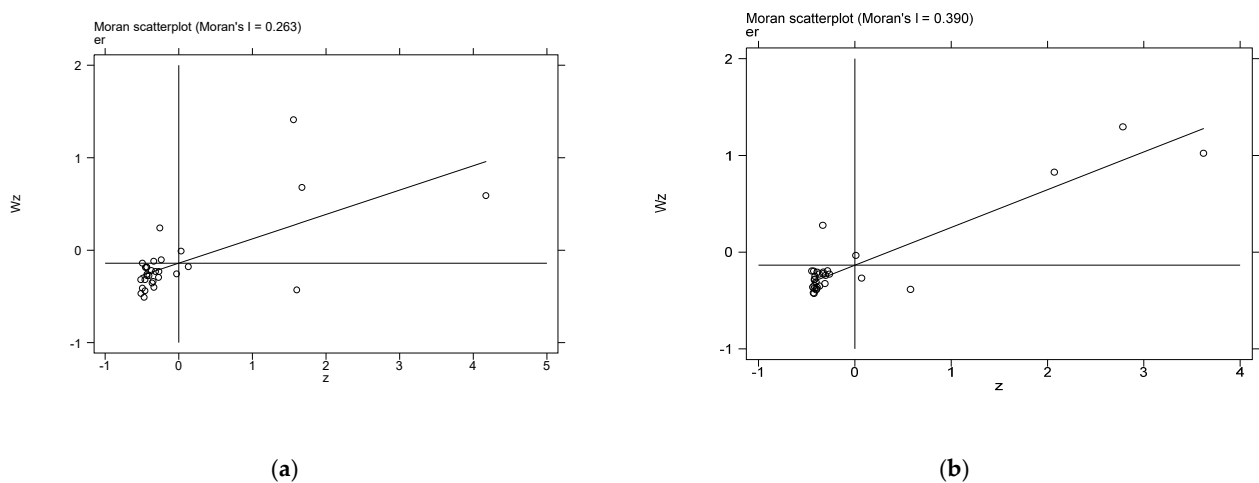 Moran scatterplot (Moran's I = 0.263)
er
2
1
0
-1
Wz
-1 0 1 2 3 4 5
z
(a)
Moran scatterplot (Moran's I = 0.390)
er
2
1
0
-1
Wz
-1 0 1 2 3 4
z
(b)